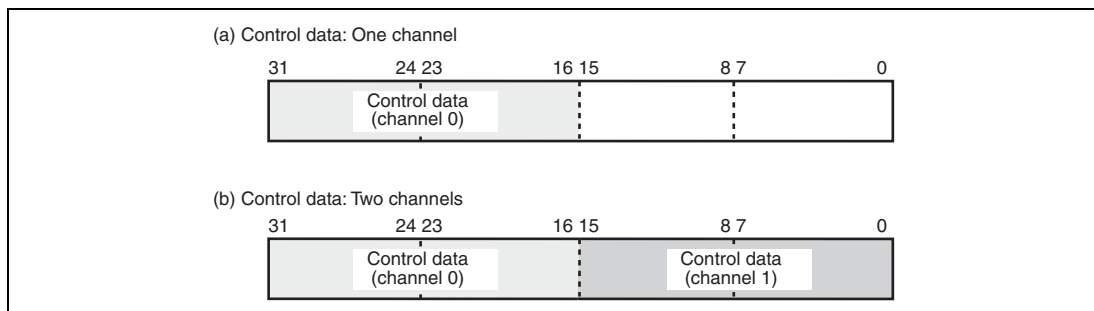 (a) Control data: One channel
31 24 23 16 15 8 7 0
Control data
(channel 0)
(b) Control data: Two channels
31 24 23 16 15 8 7 0
Control data Control data
(channel 0) (channel 1)